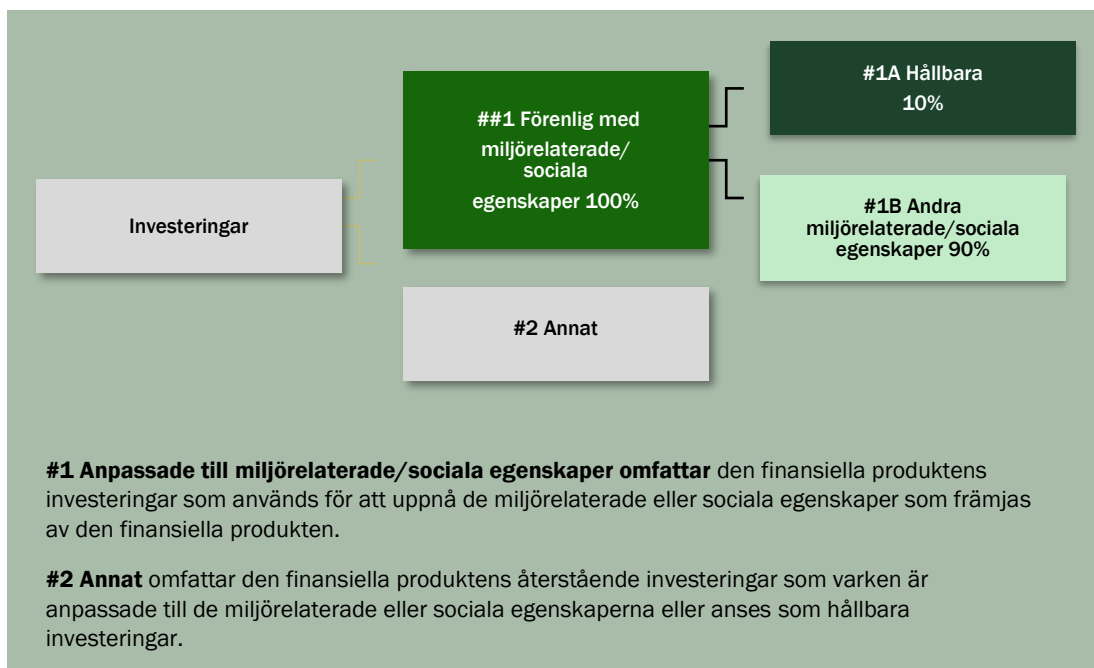 #1A Hållbara
10%
##1 Förenlig med
miljörelaterade/
sociala
egenskaper 100%
Investeringar
#1B Andra
miljörelaterade/sociala
egenskaper 90%
#2 Annat
#1 Anpassade till miljörelaterade/sociala egenskaper omfattar den finansiella produktens
investeringar som används för att uppnå de miljörelaterade eller sociala egenskaper som främjas
av den finansiella produkten.
#2 Annat omfattar den finansiella produktens återstående investeringar som varken är
anpassade till de miljörelaterade eller sociala egenskaperna eller anses som hållbara
investeringar.